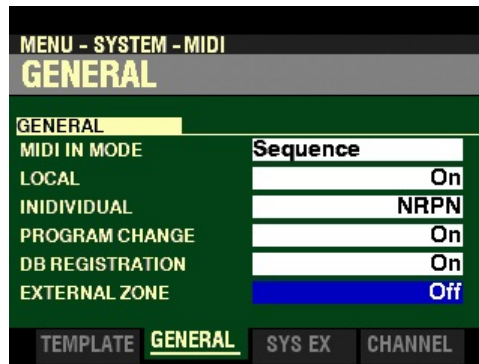 MENU - SYSTEM - MIDI
GENERAL
GENERAL
MIDI IN MODE Sequence
LOCAL On
INIDIVIDUAL NRPN
PROGRAM CHANGE On
DB REGISTRATION On
EXTERNAL ZONE Off
TEMPLATE GENERAL SYS EX CHANNEL